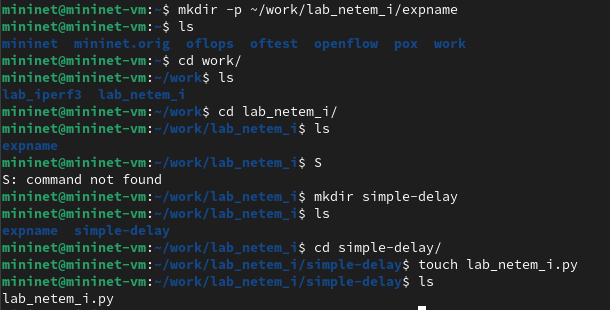 mininet@mininet-vm:~$ mkdir -p ~/work/lab_netem_i/expname
mininet@mininet-vm:~$ ls
mininet  mininet.orig  oflops  oftest  openflow  pox  work
mininet@mininet-vm:~$ cd work/
mininet@mininet-vm:~/work$ ls
lab_iperf3  lab_netem_i
mininet@mininet-vm:~/work$ cd lab_netem_i/
mininet@mininet-vm:~/work/lab_netem_i$ ls
expname
mininet@mininet-vm:~/work/lab_netem_i$ S
S: command not found
mininet@mininet-vm:~/work/lab_netem_i$ mkdir simple-delay
mininet@mininet-vm:~/work/lab_netem_i$ ls
expname  simple-delay
mininet@mininet-vm:~/work/lab_netem_i$ cd simple-delay/
mininet@mininet-vm:~/work/lab_netem_i/simple-delay$ touch lab_netem_i.py
mininet@mininet-vm:~/work/lab_netem_i/simple-delay$ ls
lab_netem_i.py